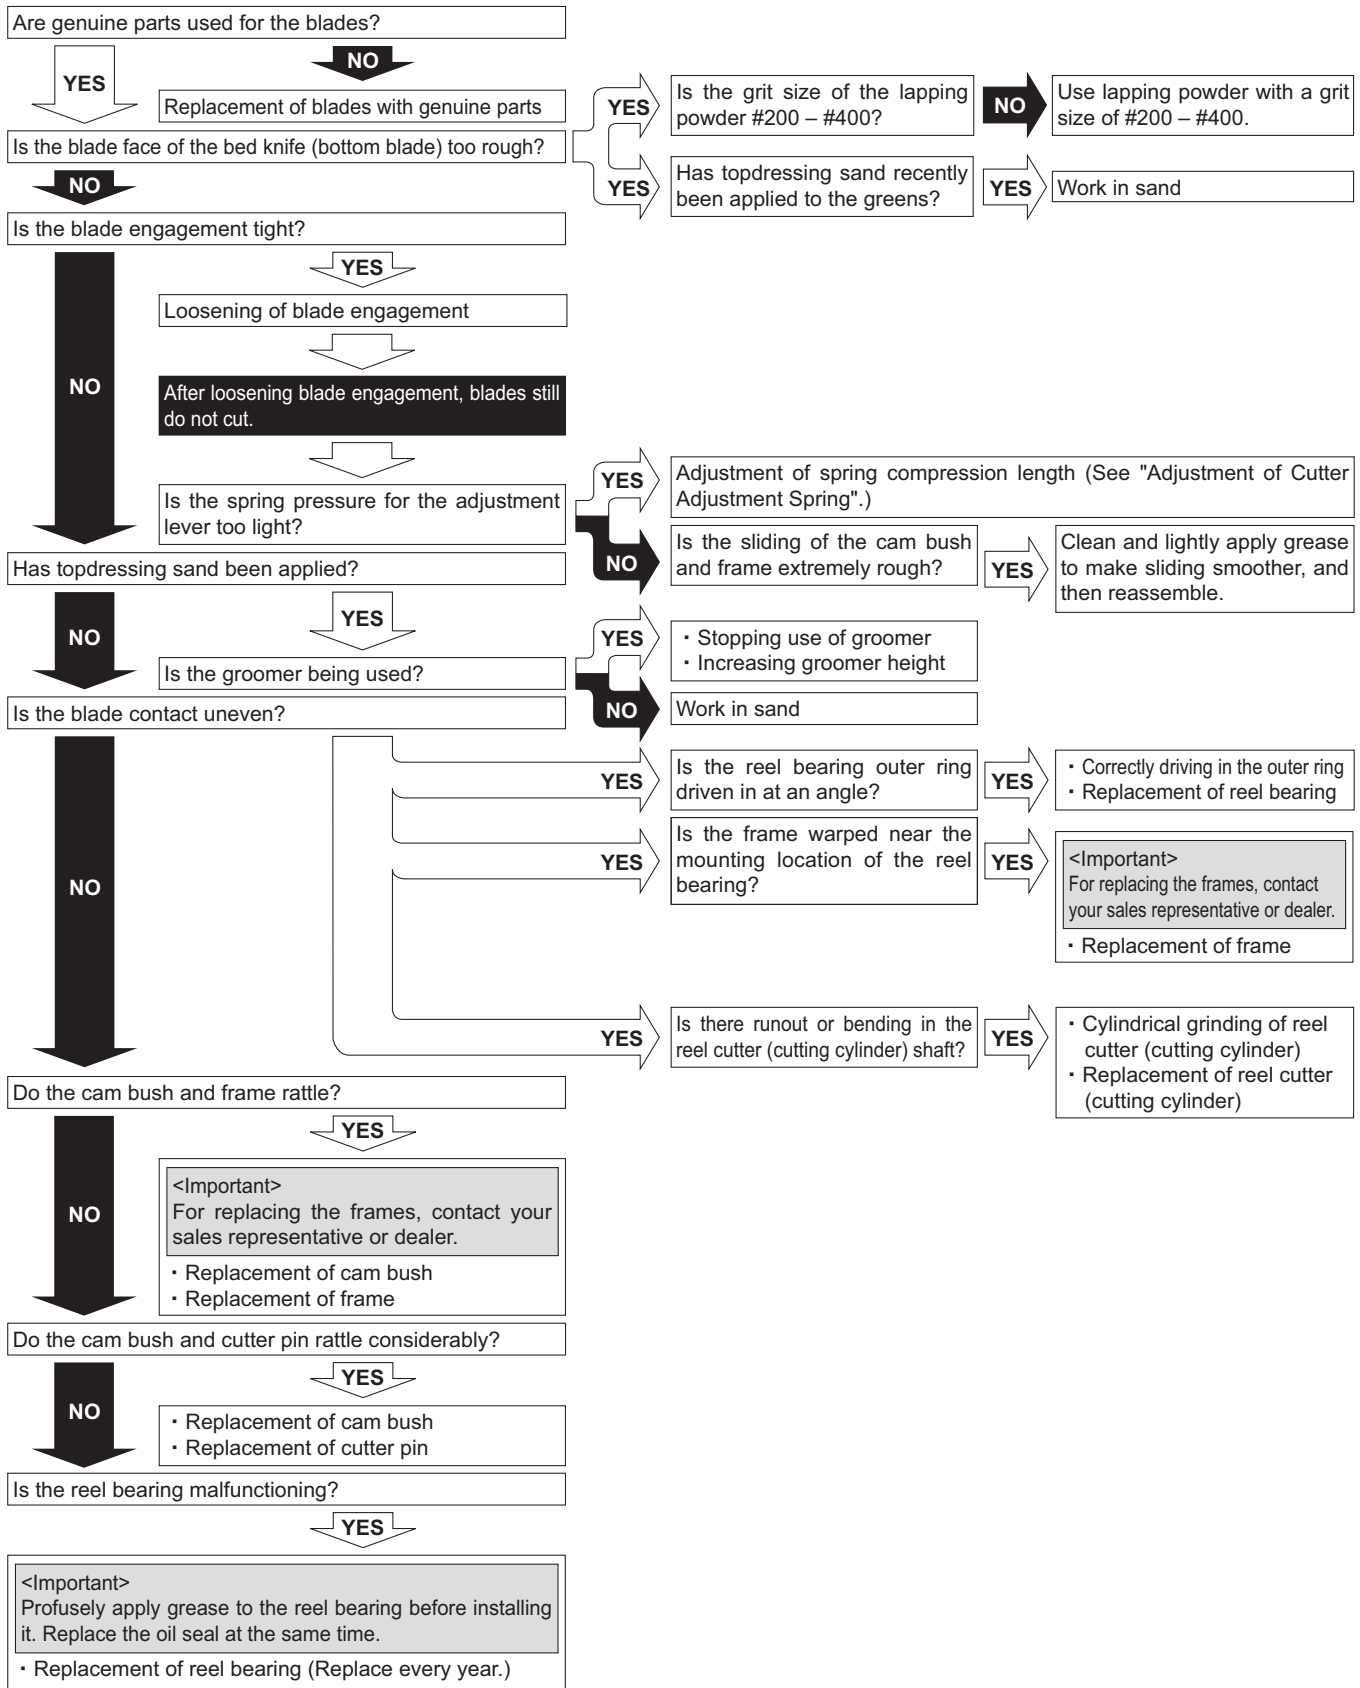 Are genuine parts used for the blades?
YES
NO
Replacement of blades with genuine parts
Is the blade face of the bed knife (bottom blade) too rough?
YES
Is the grit size of the lapping
powder #200 – #400?
NO
Use lapping powder with a grit
size of #200 – #400.
YES
Has topdressing sand recently
been applied to the greens?
YES
Work in sand
NO
Is the blade engagement tight?
YES
Loosening of blade engagement
NO
After loosening blade engagement, blades still
do not cut.
Is the spring pressure for the adjustment
lever too light?
YES
Adjustment of spring compression length (See "Adjustment of Cutter
Adjustment Spring".)
NO
Is the sliding of the cam bush
and frame extremely rough?
YES
Clean and lightly apply grease
to make sliding smoother, and
then reassemble.
Has topdressing sand been applied?
NO
YES
Is the groomer being used?
YES
・Stopping use of groomer
・Increasing groomer height
NO
Work in sand
Is the blade contact uneven?
NO
YES
Is the reel bearing outer ring
driven in at an angle?
YES
・Correctly driving in the outer ring
・Replacement of reel bearing
YES
Is the frame warped near the
mounting location of the reel
bearing?
YES
<Important>
For replacing the frames, contact
your sales representative or dealer.
・Replacement of frame
YES
Is there runout or bending in the
reel cutter (cutting cylinder) shaft?
YES
・Cylindrical grinding of reel
cutter (cutting cylinder)
・Replacement of reel cutter
(cutting cylinder)
Do the cam bush and frame rattle?
YES
NO
<Important>
For replacing the frames, contact your
sales representative or dealer.
・Replacement of cam bush
・Replacement of frame
Do the cam bush and cutter pin rattle considerably?
YES
NO
・Replacement of cam bush
・Replacement of cutter pin
Is the reel bearing malfunctioning?
YES
<Important>
Profusely apply grease to the reel bearing before installing
it. Replace the oil seal at the same time.
・Replacement of reel bearing (Replace every year.)